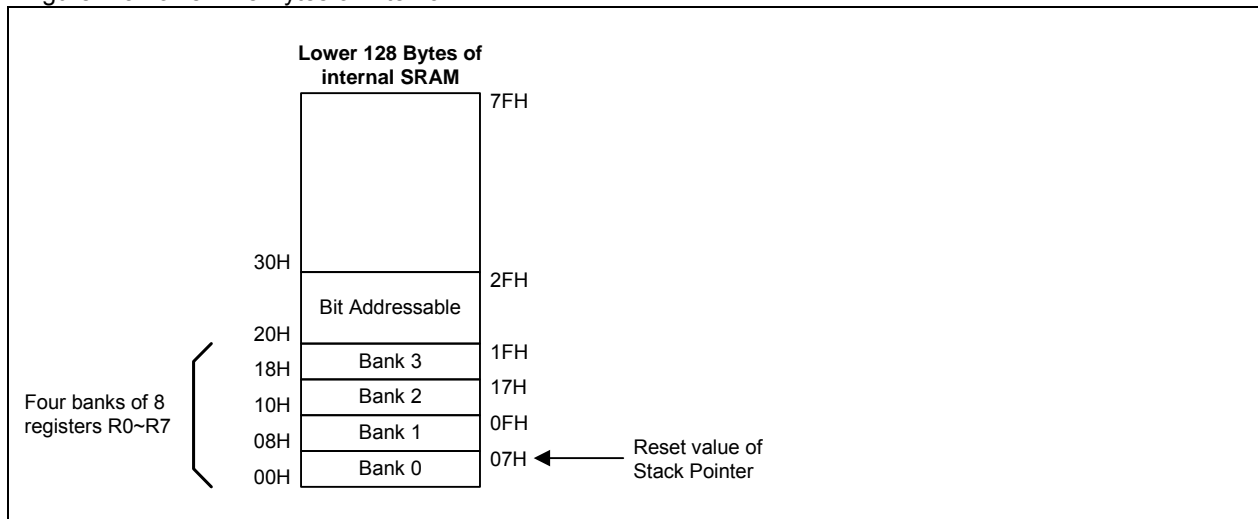 Lower 128 Bytes of
internal SRAM
7FH
30H
2FH
Bit Addressable
20H
1FH
Bank 3
18H
17H
Bank 2
10H
0FH
Bank 1
08H
07H
Bank 0
00H
Four banks of 8
registers R0~R7
Reset value of
Stack Pointer